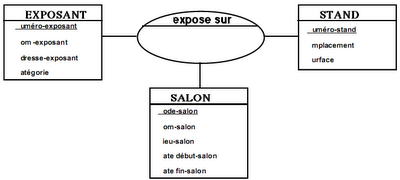 EXPOSANT
uméro-exposant
om-exposant
dresse-exposant
atégorie
expose sur
STAND
uméro-stand
mplacement
urface
SALON
ode-salon
om-salon
ieu-salon
ate début-salon
ate fin-salon